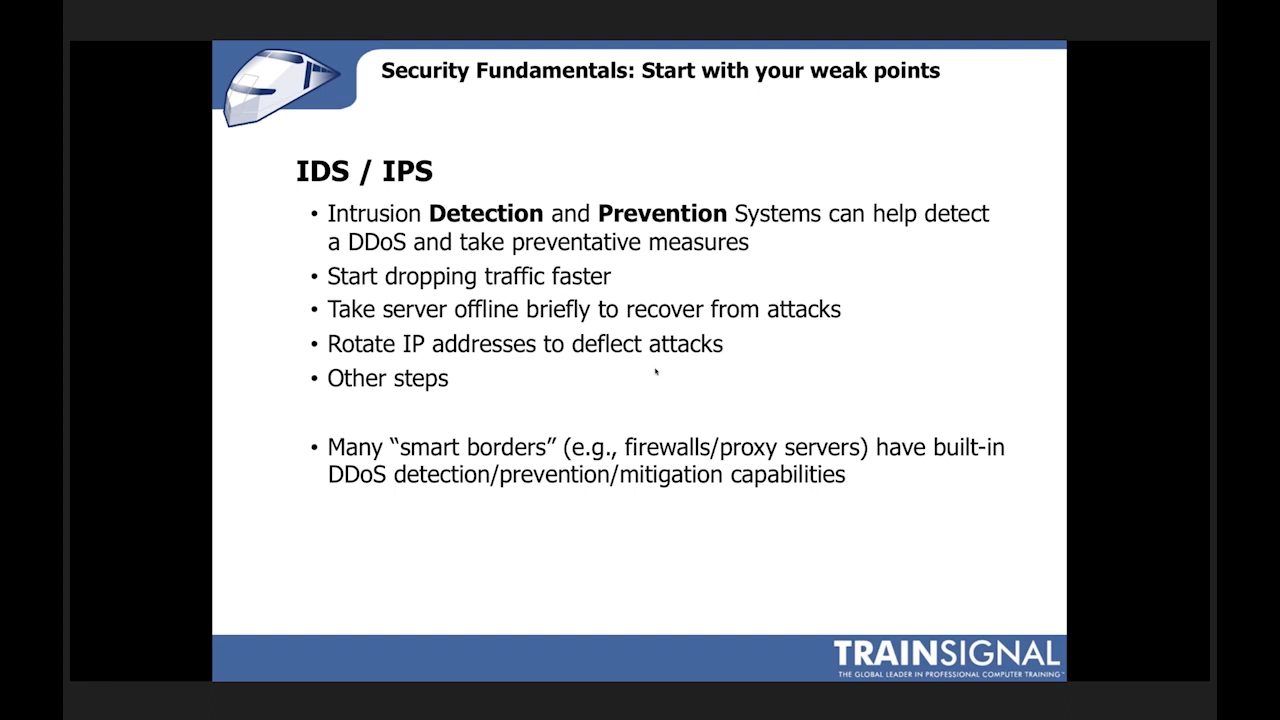 Security Fundamentals: Start with your weak points
IDS / IPS
• Intrusion Detection and Prevention Systems can help detect
a DDoS and take preventative measures
• Start dropping traffic faster
• Take server offline briefly to recover from attacks
• Rotate IP addresses to deflect attacks
• Other steps
• Many “smart borders” (e.g., firewalls/proxy servers) have built-in
DDoS detection/prevention/mitigation capabilities
TRAINSIGNAL
THE GLOBAL LEADER IN PROFESSIONAL COMPUTER TRAINING